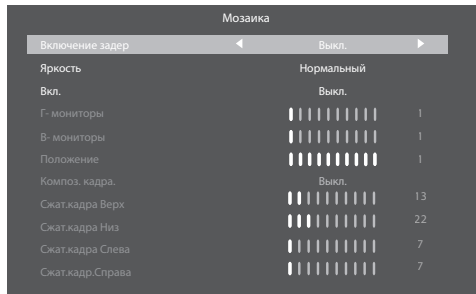 Мозаика
Включение задер Выкл.
Яркость Нормальный
Вкл. Выкл.
Г- мониторы 1
В- мониторы 1
Положение 1
Композ. кадра. Выкл.
Сжат.кадра Верх 13
Сжат.кадра Низ 22
Сжат.кадра Слева 7
Сжат.кадр.Справа 7